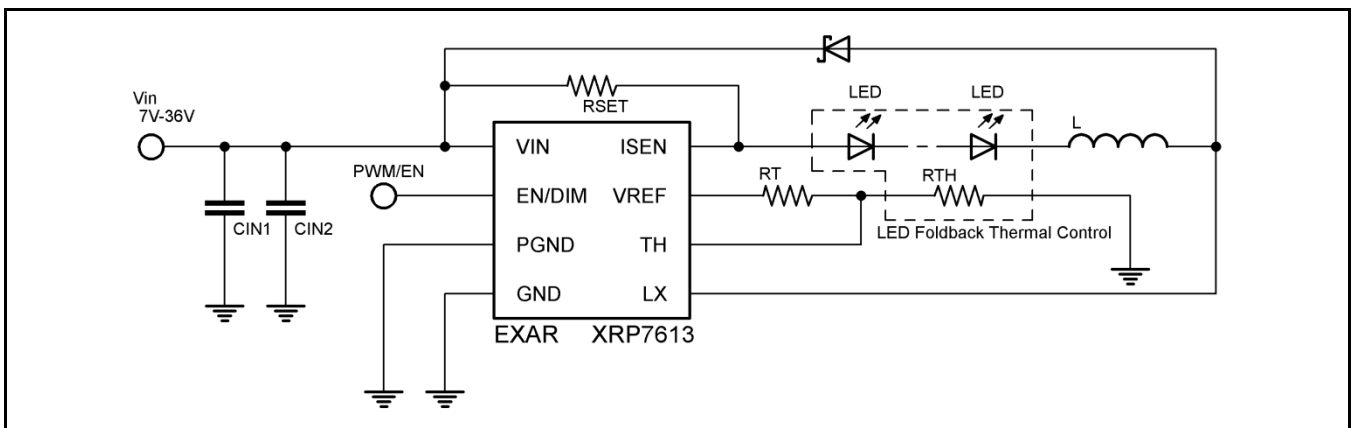 Vin
7V-36V
CIN1
CIN2
PWM/EN
RSET
VIN
ISEN
EN/DIM
VREF
PGND
TH
GND
LX
EXAR XRP7613
LED
LED
L
RT
RTH
LED Foldback Thermal Control